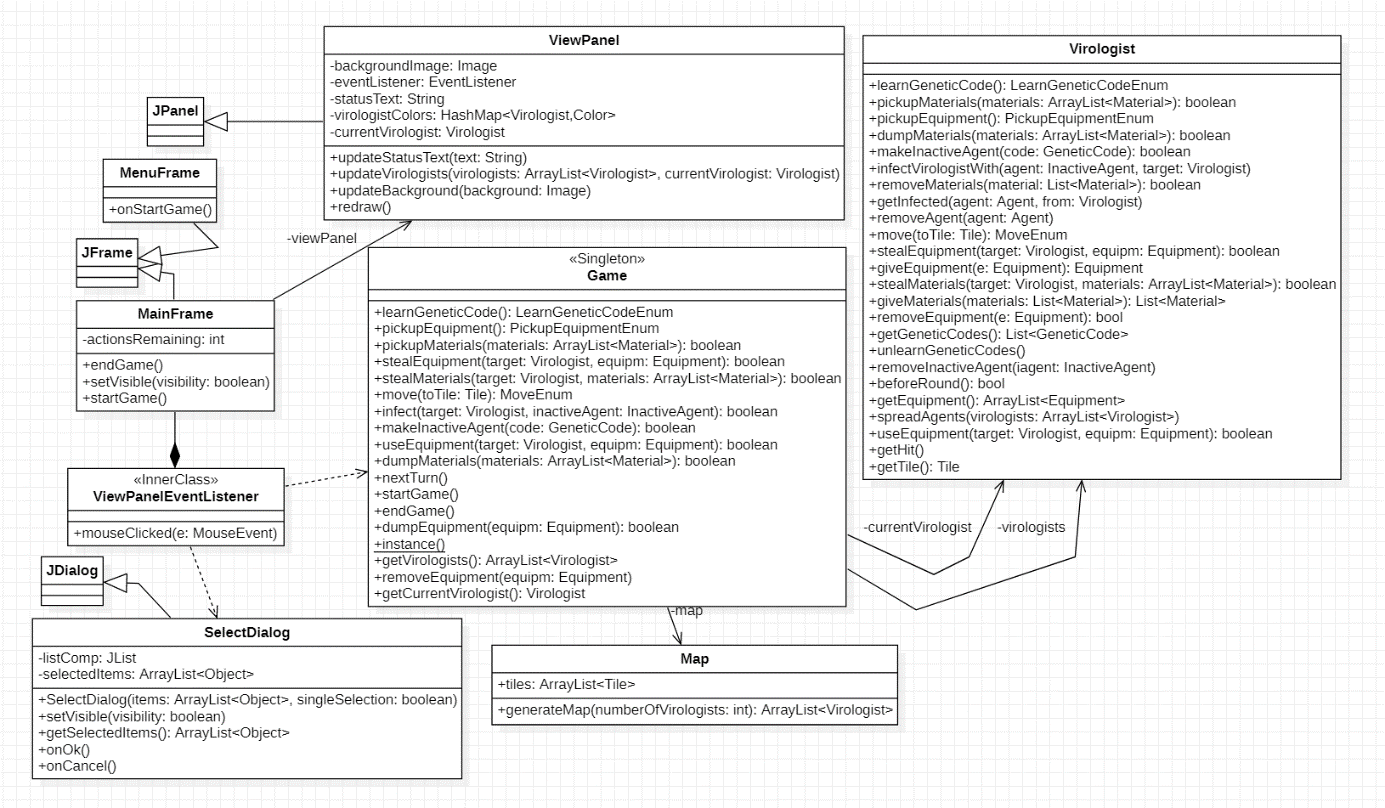 ViewPanel
-backgroundImage: Image
-eventListener: EventListener
-statusText: String
-virologistColors: HashMap<Virologist,Color>
-currentVirologist: Virologist
+updateStatusText(text: String)
+updateVirologists(virologists: ArrayList<Virologist>, currentVirologist: Virologist)
+updateBackground(background: Image)
+redraw()
Virologist
+learnGeneticCode(): LearnGeneticCodeEnum
+pickupMaterials(materials: ArrayList<Material>): boolean
+pickupEquipment(): PickupEquipmentEnum
+dumpMaterials(materials: ArrayList<Material>): boolean
+makeInactiveAgent(code: GeneticCode): boolean
+infectVirologistWith(agent: InactiveAgent, target: Virologist)
+removeMaterials(material: List<Material>): boolean
+getInfected(agent: Agent, from: Virologist)
+removeAgent(agent: Agent)
+move(toTile: Tile): MoveEnum
+stealEquipment(target: Virologist, equipm: Equipment): boolean
+giveEquipment(e: Equipment): Equipment
+stealMaterials(target: Virologist, materials: ArrayList<Material>): boolean
+giveMaterials(materials: List<Material>): List<Material>
+removeEquipment(e: Equipment): bool
+getGeneticCodes(): List<GeneticCode>
+unlearnGeneticCodes()
+removeInactiveAgent(iagent: InactiveAgent)
+beforeRound(): bool
+getEquipment(): ArrayList<Equipment>
+spreadAgents(virologists: ArrayList<Virologist>)
+useEquipment(target: Virologist, equipm: Equipment): boolean
+getHit()
+getTile(): Tile
JPanel
MenuFrame
+onStartGame()
JFrame
-viewPanel
MainFrame
-actionsRemaining: int
+endGame()
+setVisible(visibility: boolean)
+startGame()
«Singleton»
Game
+learnGeneticCode(): LearnGeneticCodeEnum
+pickupEquipment(): PickupEquipmentEnum
+pickupMaterials(materials: ArrayList<Material>): boolean
+stealEquipment(target: Virologist, equipm: Equipment): boolean
+stealMaterials(target: Virologist, materials: ArrayList<Material>): boolean
+move(toTile: Tile): MoveEnum
+infect(target: Virologist, inactiveAgent: InactiveAgent): boolean
+makeInactiveAgent(code: GeneticCode): boolean
+useEquipment(target: Virologist, equipm: Equipment): boolean
+dumpMaterials(materials: ArrayList<Material>): boolean
+nextTurn()
+startGame()
+endGame()
+dumpEquipment(equipm: Equipment): boolean
+instance()
+getVirologists(): ArrayList<Virologist>
+removeEquipment(equipm: Equipment)
+getCurrentVirologist(): Virologist
«InnerClass»
ViewPanelEventListener
+mouseClicked(e: MouseEvent)
-currentVirologist
-virologists
JDialog
-map
SelectDialog
-listComp: JList
-selectedItems: ArrayList<Object>
+SelectDialog(items: ArrayList<Object>, singleSelection: boolean)
+setVisible(visibility: boolean)
+getSelectedItems(): ArrayList<Object>
+onOk()
+onCancel()
Map
+tiles: ArrayList<Tile>
+generateMap(numberOfVirologists: int): ArrayList<Virologist>